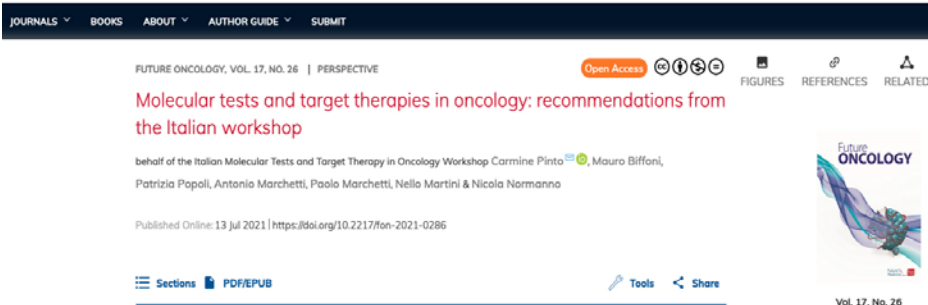 JOURNALS BOOKS ABOUT AUTHOR GUIDE SUBMIT
FUTURE ONCOLOGY, VOL. 17, NO. 26 | PERSPECTIVE
Open Access
FIGURES REFERENCES RELATED
Molecular tests and target therapies in oncology: recommendations from
the Italian workshop
behalf of the Italian Molecular Tests and Target Therapy in Oncology Workshop Carmine Pinto, Mauro Biffoni,
Patrizia Popoli, Antonio Marchetti, Paolo Marchetti, Nello Martini & Nicola Normanno
Published Online: 13 Jul 2021 | https://doi.org/10.2217/fon-2021-0286
Future
ONCOLOGY
Sections PDF/EPUB Tools Share
Vol. 17, No. 26